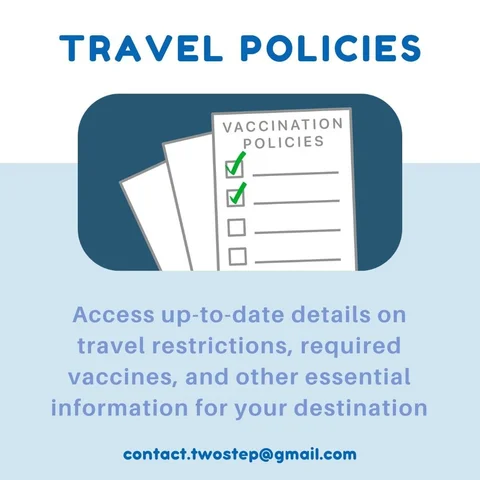 TRAVEL POLICIES
VACCINATION
POLICIES
Access up-to-date details on
travel restrictions, required
vaccines, and other essential
information for your destination
contact.twostep@gmail.com